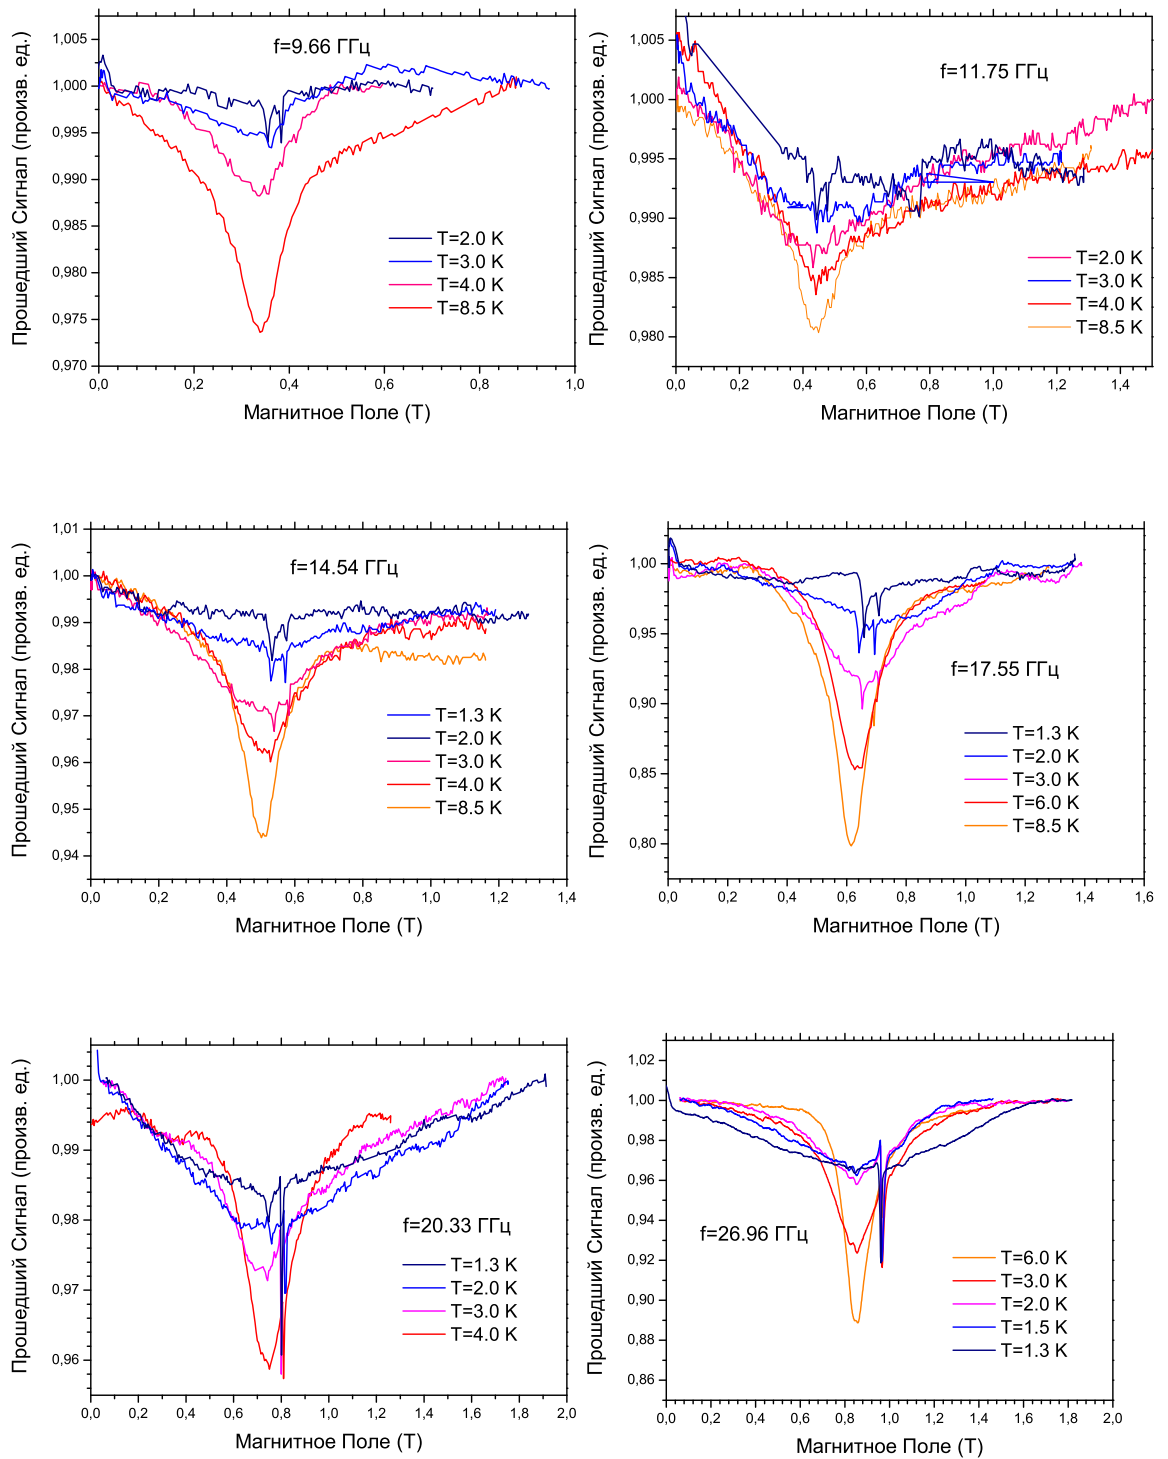 f=9.66 ГГц
Прошедший Сигнал (произв. ед.)
1,005
1,000
0,995
0,990
0,985
0,980
0,975
0,970
T=2.0 K
T=3.0 K
T=4.0 K
T=8.5 K
0,0 0,2 0,4 0,6 0,8 1,0
Магнитное Поле (T)
f=11.75 ГГц
Прошедший Сигнал (произв. ед.)
1,005
1,000
0,995
0,990
0,985
0,980
T=2.0 K
T=3.0 K
T=4.0 K
T=8.5 K
0,0 0,2 0,4 0,6 0,8 1,0 1,2 1,4
Магнитное Поле (T)
f=14.54 ГГц
Прошедший Сигнал (произв. ед.)
1,01
1,00
0,99
0,98
0,97
0,96
0,95
0,94
T=1.3 K
T=2.0 K
T=3.0 K
T=4.0 K
T=8.5 K
0,0 0,2 0,4 0,6 0,8 1,0 1,2 1,4
Магнитное Поле (T)
f=17.55 ГГц
Прошедший Сигнал (произв. ед.)
1,00
0,95
0,90
0,85
0,80
T=1.3 K
T=2.0 K
T=3.0 K
T=6.0 K
T=8.5 K
0,0 0,2 0,4 0,6 0,8 1,0 1,2 1,4 1,6
Магнитное Поле (T)
f=20.33 ГГц
Прошедший Сигнал (произв. ед.)
1,00
0,99
0,98
0,97
0,96
T=1.3 K
T=2.0 K
T=3.0 K
T=4.0 K
0,0 0,2 0,4 0,6 0,8 1,0 1,2 1,4 1,6 1,8 2,0
Магнитное Поле (T)
f=26.96 ГГц
Прошедший Сигнал (произв. ед.)
1,02
1,00
0,98
0,96
0,94
0,92
0,90
0,88
0,86
T=6.0 K
T=3.0 K
T=2.0 K
T=1.5 K
T=1.3 K
0,0 0,2 0,4 0,6 0,8 1,0 1,2 1,4 1,6 1,8 2,0
Магнитное Поле (T)